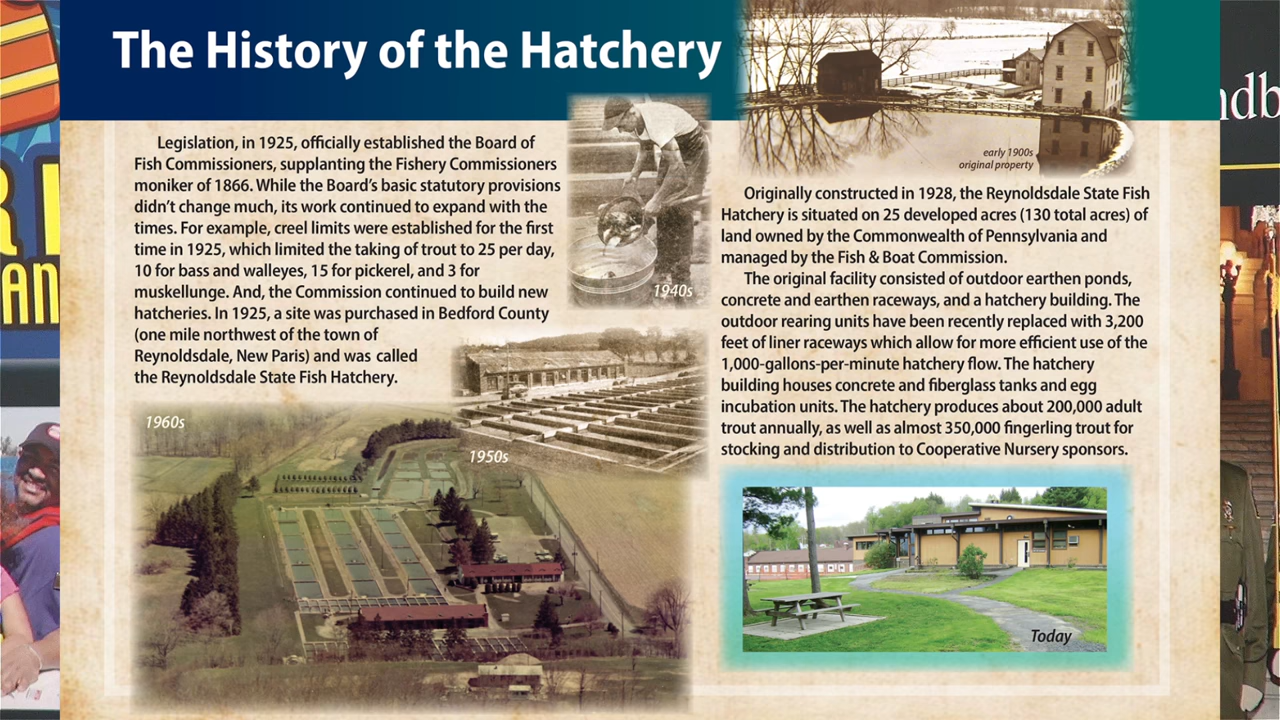 The History of the Hatchery
Legislation, in 1925, officially established the Board of
Fish Commissioners, supplanting the Fishery Commissioners
moniker of 1866. While the Board's basic statutory provisions
didn't change much, its work continued to expand with the
times. For example, creel limits were established for the first
time in 1925, which limited the taking of trout to 25 per day,
10 for bass and walleyes, 15 for pickerel, and 3 for
muskellunge. And, the Commission continued to build new
hatcheries. In 1925, a site was purchased in Bedford County
(one mile northwest of the town of
Reynoldsdale, New Paris) and was called
the Reynoldsdale State Fish Hatchery.
1940s
1960s
1950s
early 1900s
original property
Originally constructed in 1928, the Reynoldsdale State Fish
Hatchery is situated on 25 developed acres (130 total acres) of
land owned by the Commonwealth of Pennsylvania and
managed by the Fish & Boat Commission.
The original facility consisted of outdoor earthen ponds,
concrete and earthen raceways, and a hatchery building. The
outdoor rearing units have been recently replaced with 3,200
feet of liner raceways which allow for more efficient use of the
1,000-gallons-per-minute hatchery flow. The hatchery
building houses concrete and fiberglass tanks and egg
incubation units. The hatchery produces about 200,000 adult
trout annually, as well as almost 350,000 fingerling trout for
stocking and distribution to Cooperative Nursery sponsors.
Today